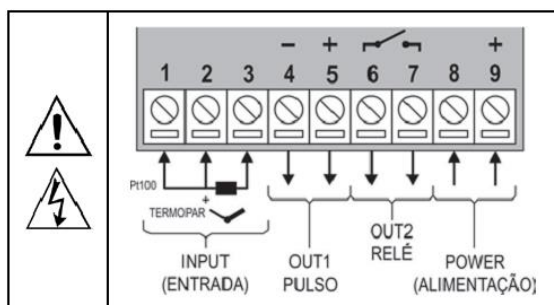 − + +
1 2 3 4 5 6 7 8 9
Pt100
+
TERMOPAR
INPUT
(ENTRADA)
OUT1
PULSO
OUT2
RELÉ
POWER
(ALIMENTAÇÃO)